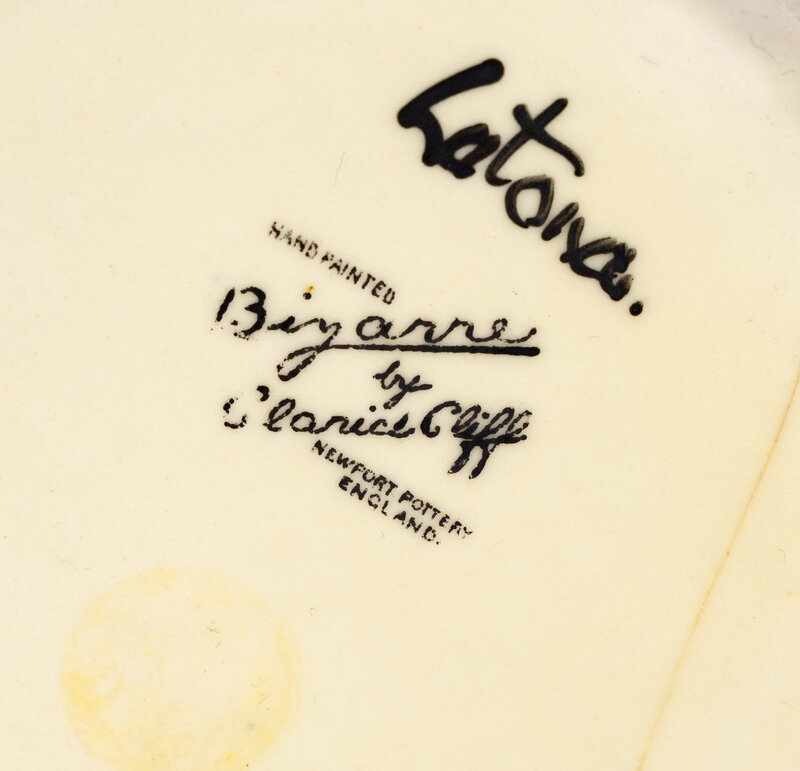 Latona.
HAND PAINTED
Bizarre
by
Clarice Cliff
NEWPORT POTTERY
ENGLAND.